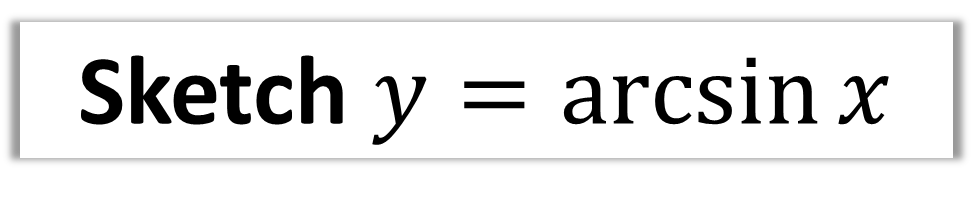 Sketch y = arcsin x